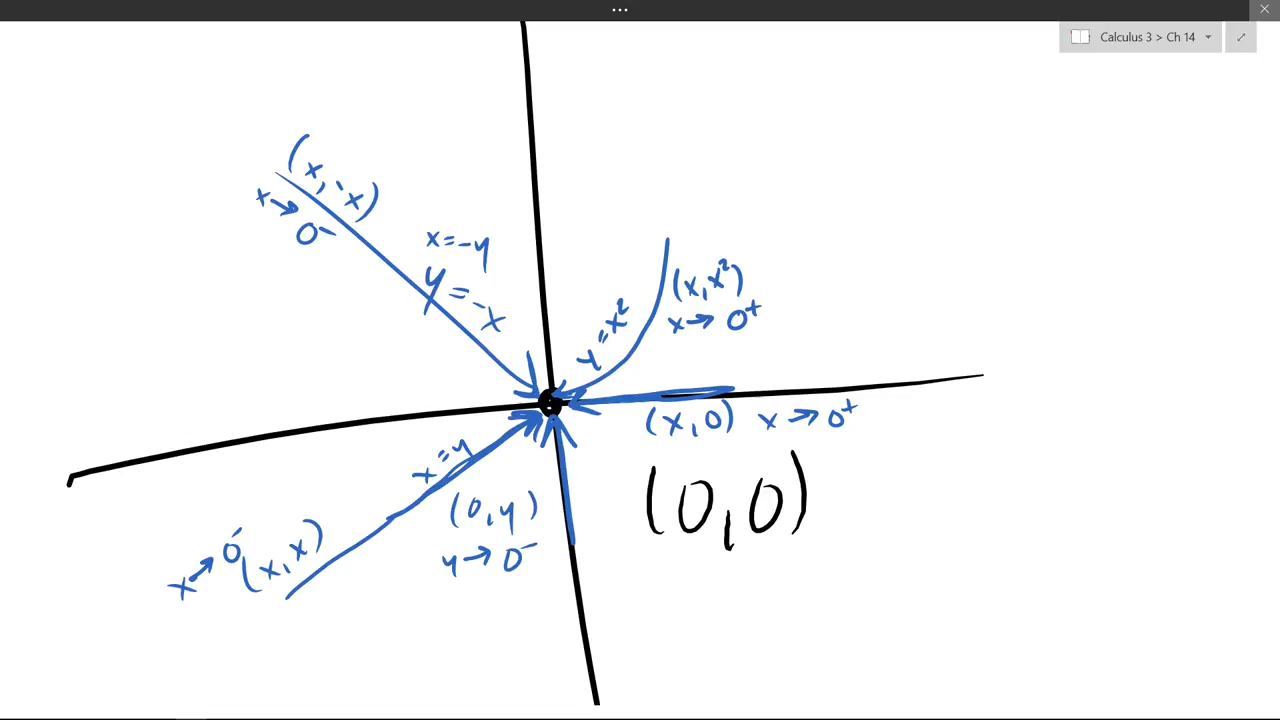 Calculus 3 > Ch 14
(x, -x)
x → 0⁻
x = -y
y = -x
y = x²
(x, x²)
x → 0⁺
(x, 0) x → 0⁺
x = y
(0, y)
y → 0⁻
(0, 0)
x → 0⁻
(x, x)